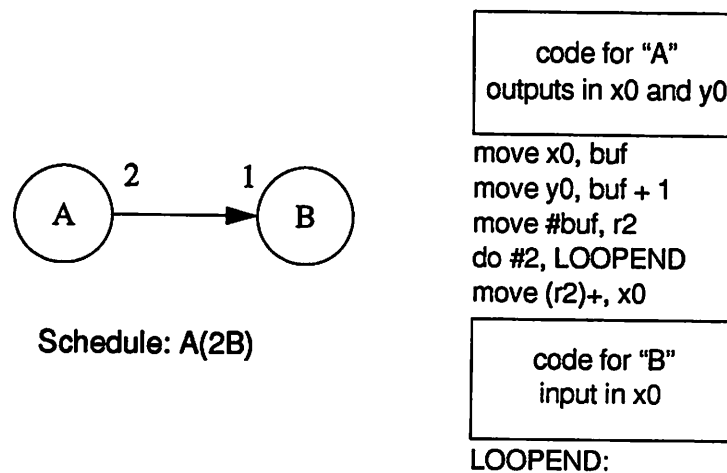 A
2
1
B
Schedule: A(2B)
code for “A”
outputs in x0 and y0
move x0, buf
move y0, buf + 1
move #buf, r2
do #2, LOOPEND
move (r2)+, x0
code for “B”
input in x0
LOOPEND: